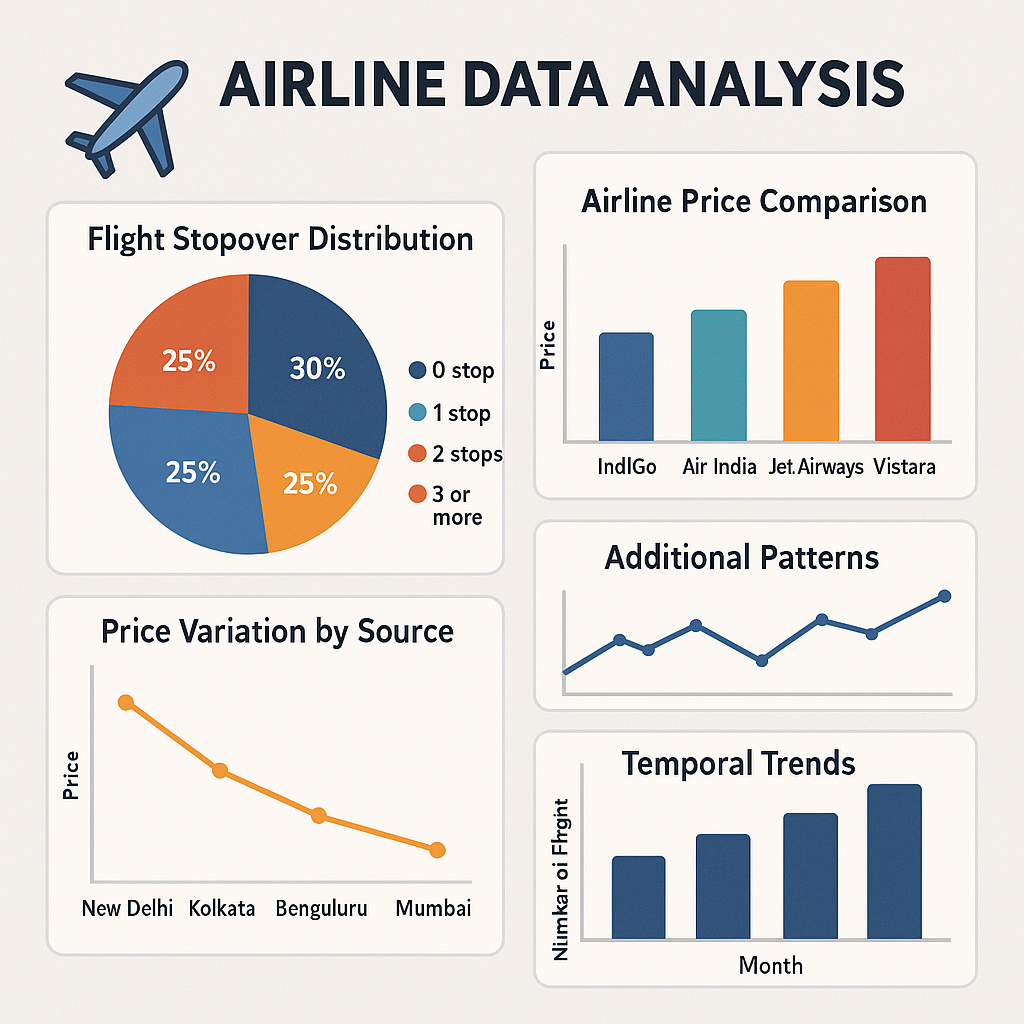 AIRLINE DATA ANALYSIS
Flight Stopover Distribution
25%
30%
25%
25%
0 stop
1 stop
2 stops
3 or
more
Airline Price Comparison
Price
IndIGo Air India Jet.Airways Vistara
Additional Patterns
Price Variation by Source
Price
New Delhi Kolkata Benguluru Mumbai
Temporal Trends
Niimkar oi Fhrght
Month